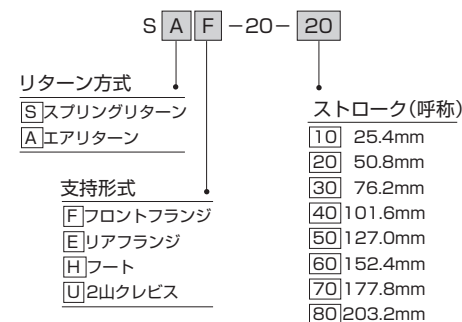 S A F -20- 20
リターン方式
S スプリングリターン
A エアリターン
支持形式
F フロントフランジ
E リアフランジ
H フート
U 2山クレビス
ストローク(呼称)
10 25.4mm
20 50.8mm
30 76.2mm
40 101.6mm
50 127.0mm
60 152.4mm
70 177.8mm
80 203.2mm